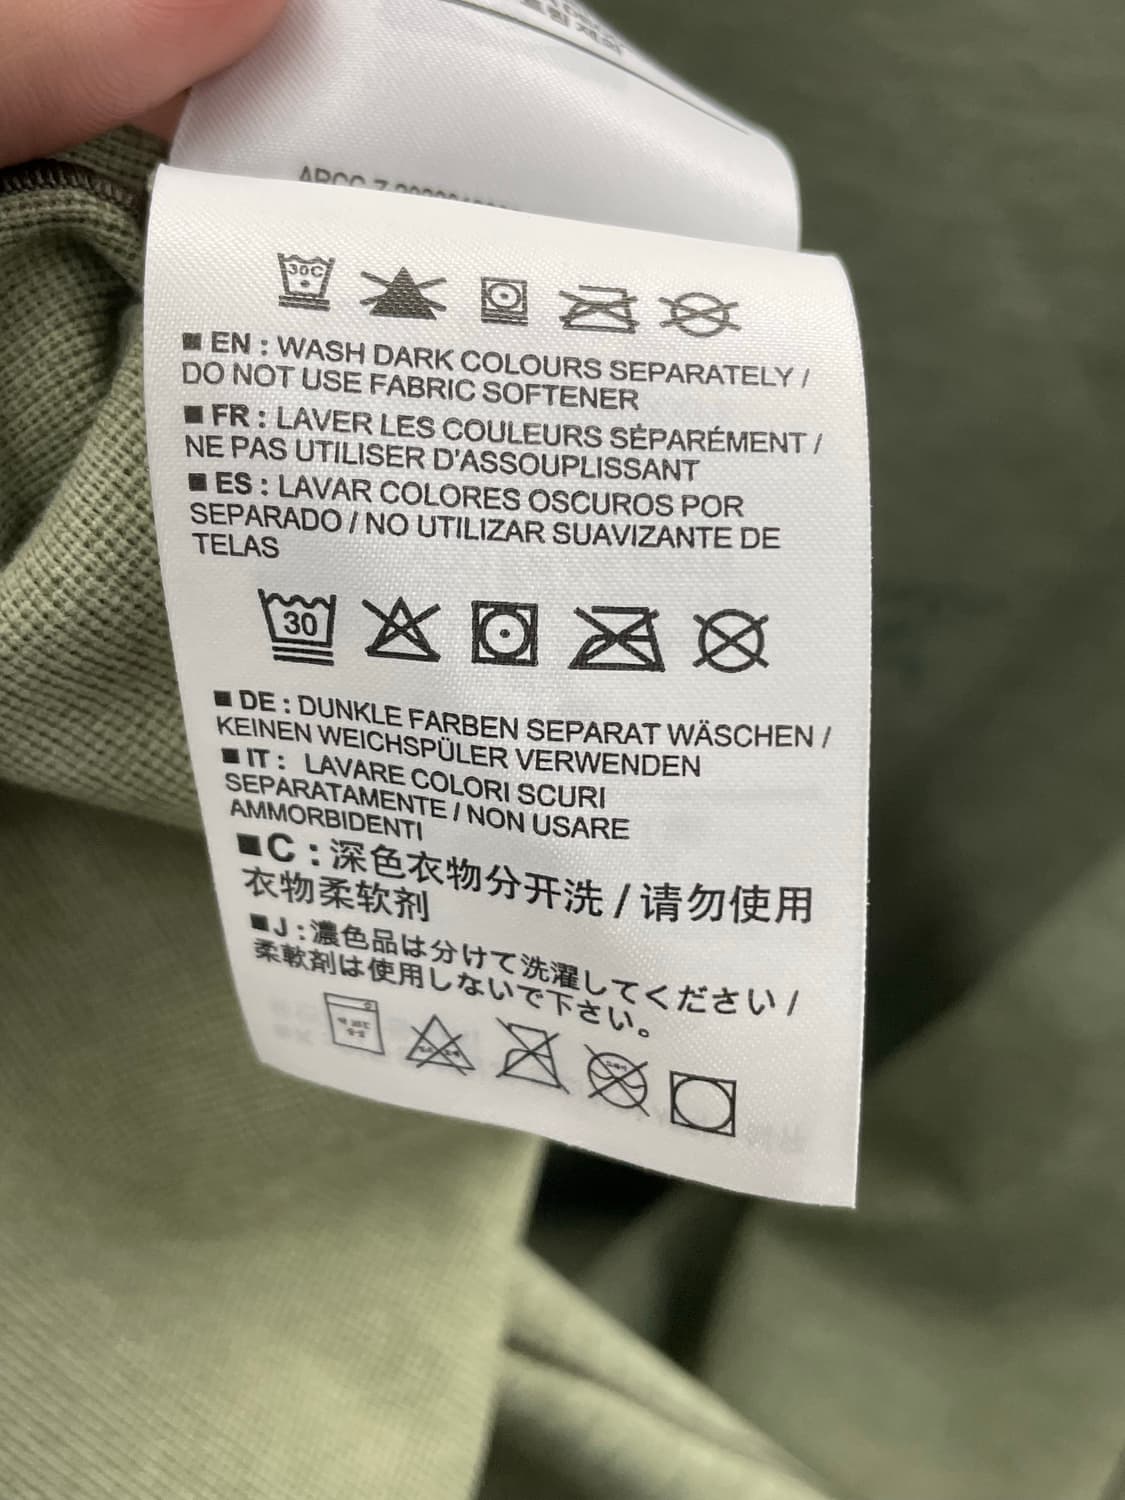 30C
■ EN : WASH DARK COLOURS SEPARATELY /
DO NOT USE FABRIC SOFTENER
■ FR : LAVER LES COULEURS SÉPARÉMENT /
NE PAS UTILISER D'ASSOUPLISSANT
■ ES : LAVAR COLORES OSCUROS POR
SEPARADO / NO UTILIZAR SUAVIZANTE DE
TELAS
30
■ DE : DUNKLE FARBEN SEPARAT WÄSCHEN /
KEINEN WEICHSPÜLER VERWENDEN
■ IT : LAVARE COLORI SCURI
SEPARATAMENTE / NON USARE
AMMORBIDENTI
■ C : 深色衣物分开洗 / 请勿使用
衣物柔软剂
■ J : 濃色品は分けて洗濯してください /
柔軟剤は使用しないで下さい。